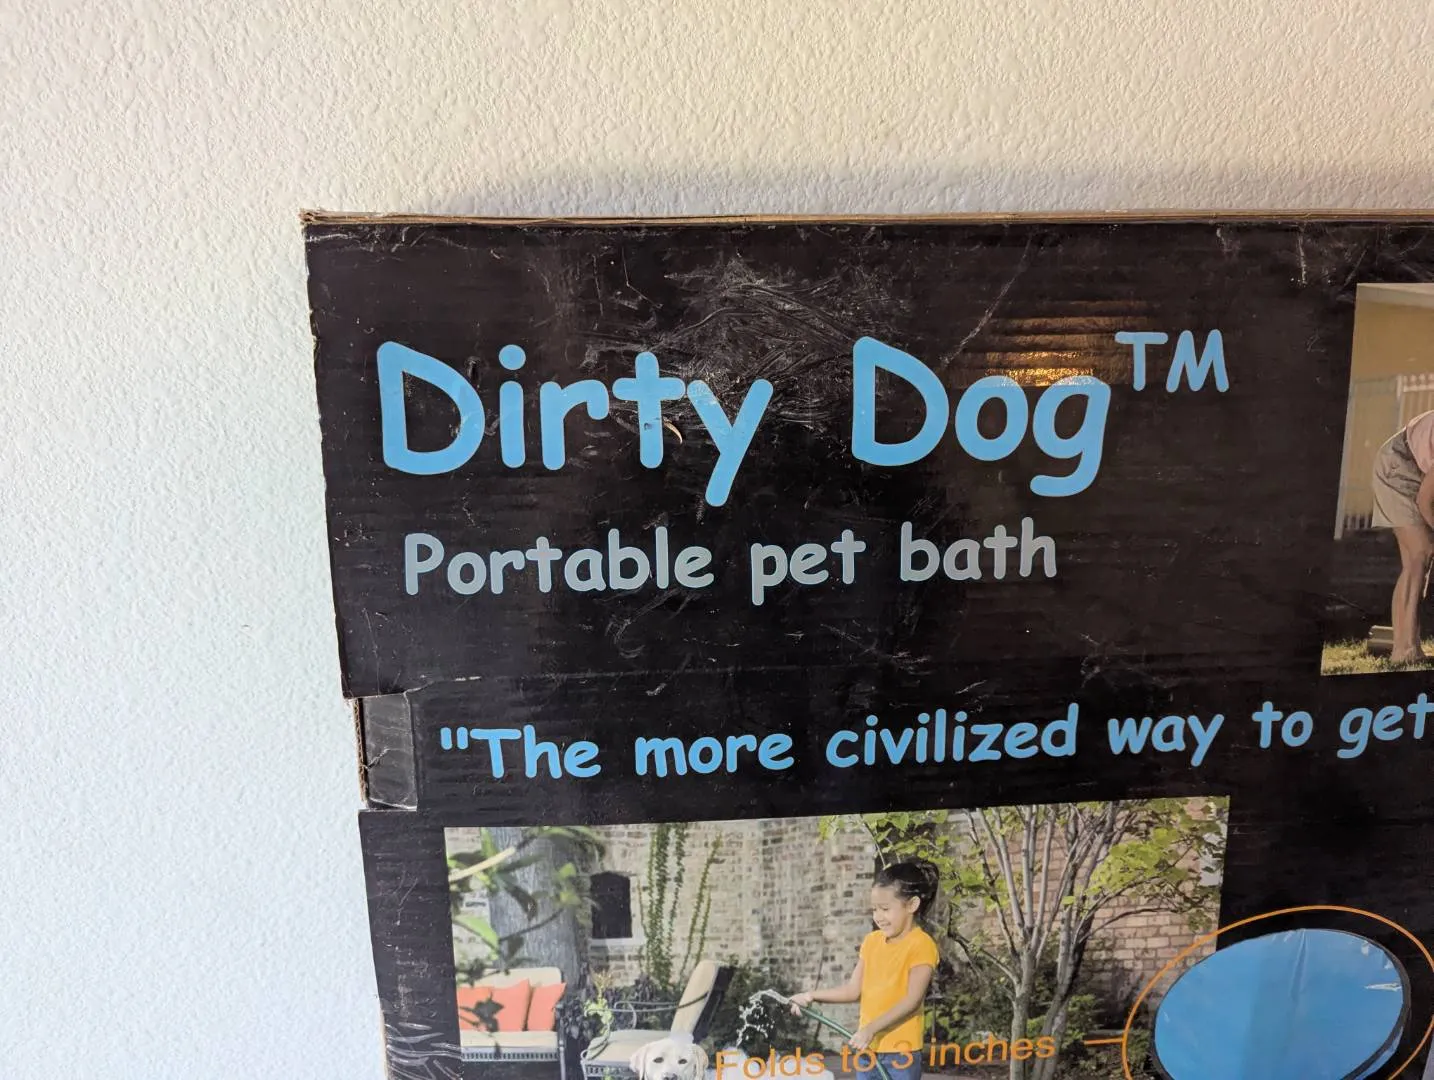 Dirty Dog™
Portable pet bath
"The more civilized way to get
Folds to 3 inches